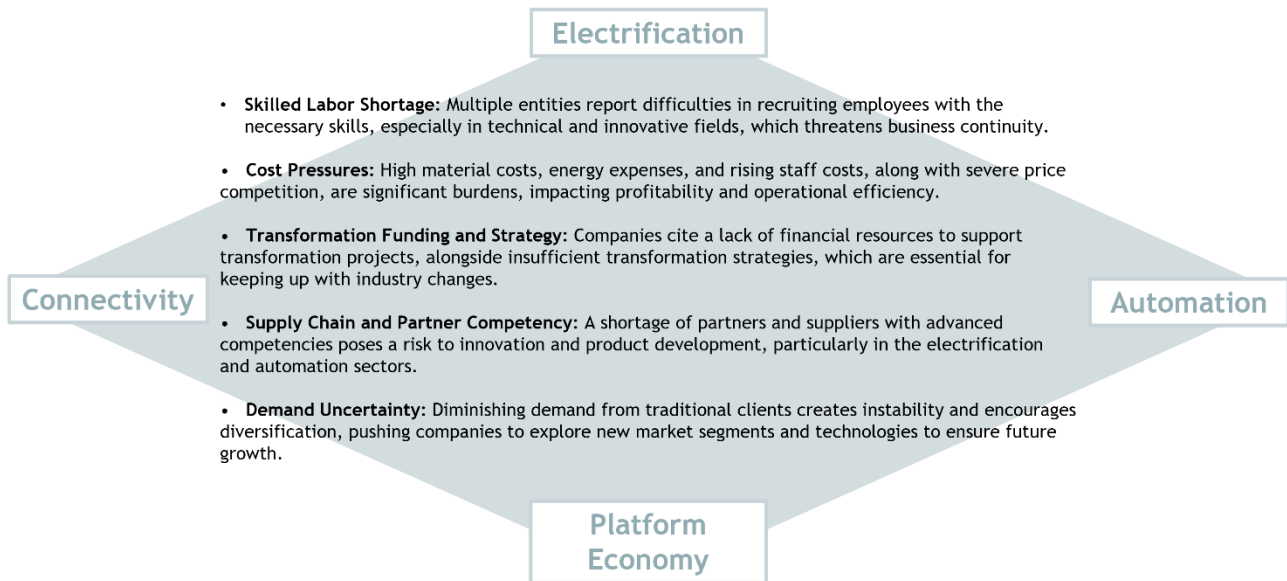 Electrification
• Skilled Labor Shortage: Multiple entities report difficulties in recruiting employees with the
necessary skills, especially in technical and innovative fields, which threatens business continuity.
• Cost Pressures: High material costs, energy expenses, and rising staff costs, along with severe price
competition, are significant burdens, impacting profitability and operational efficiency.
• Transformation Funding and Strategy: Companies cite a lack of financial resources to support
transformation projects, alongside insufficient transformation strategies, which are essential for
keeping up with industry changes.
Connectivity
Automation
• Supply Chain and Partner Competency: A shortage of partners and suppliers with advanced
competencies poses a risk to innovation and product development, particularly in the electrification
and automation sectors.
• Demand Uncertainty: Diminishing demand from traditional clients creates instability and encourages
diversification, pushing companies to explore new market segments and technologies to ensure future
growth.
Platform
Economy